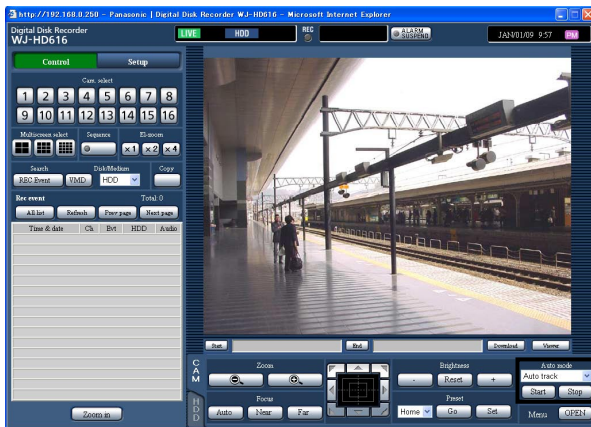 http://192.168.0.250 - Panasonic | Digital Disk Recorder WJ-HD616 - Microsoft Internet Explorer
Digital Disk Recorder
WJ-HD616
LIVE HDD REC ALARM SUSPEND JAN/01/09 9:57 PM
Control Setup
Cam. select
1 2 3 4 5 6 7 8
9 10 11 12 13 14 15 16
Multiscreen select Sequence El-zoom
x1 x2 x4
Search Disk/Medium Copy
REC Event VMD HDD
Rec event Total: 0
All list Refresh Prev page Next page
Time & date Ch Evt HDD Audio
Zoom in
Start End Download Viewer
CAM
HDD
Zoom
Focus
Auto Near Far
Brightness
- Reset +
Preset
Home Go Set
Auto mode
Auto track
Start Stop
Menu OPEN